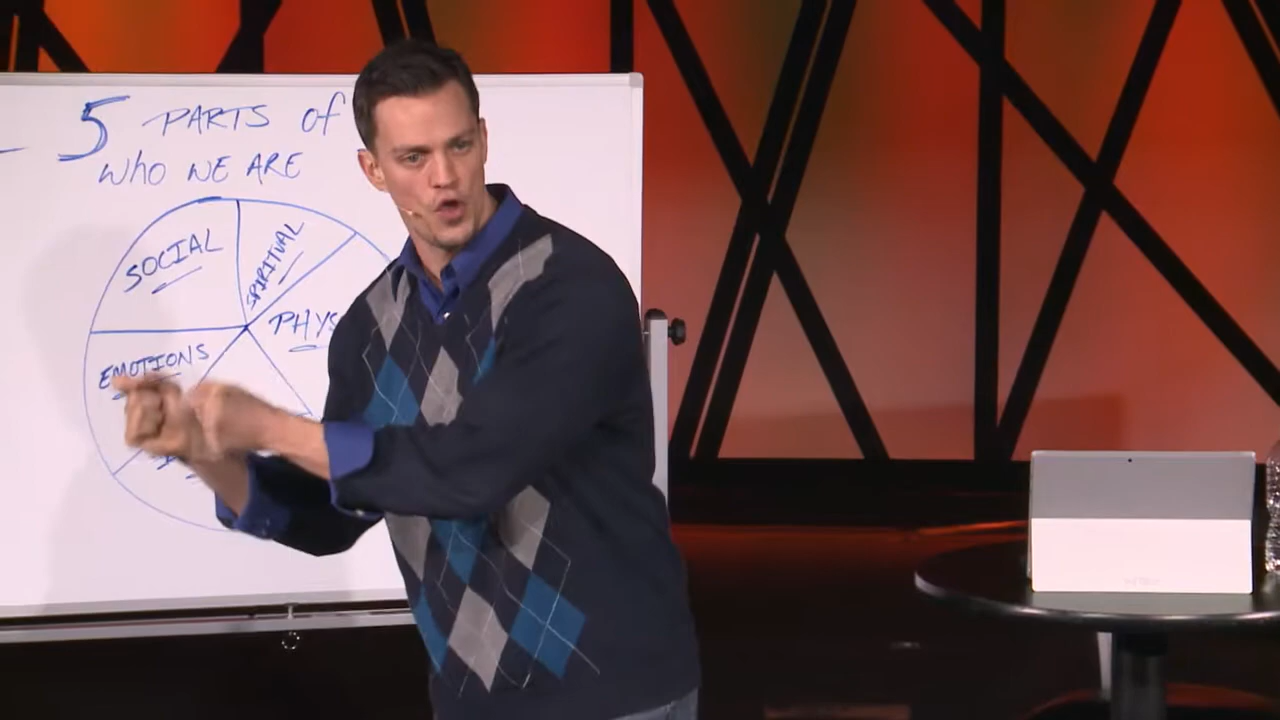 5 PARTS of
WHO WE ARE
SOCIAL
SPIRITUAL
PHYS
EMOTIONS